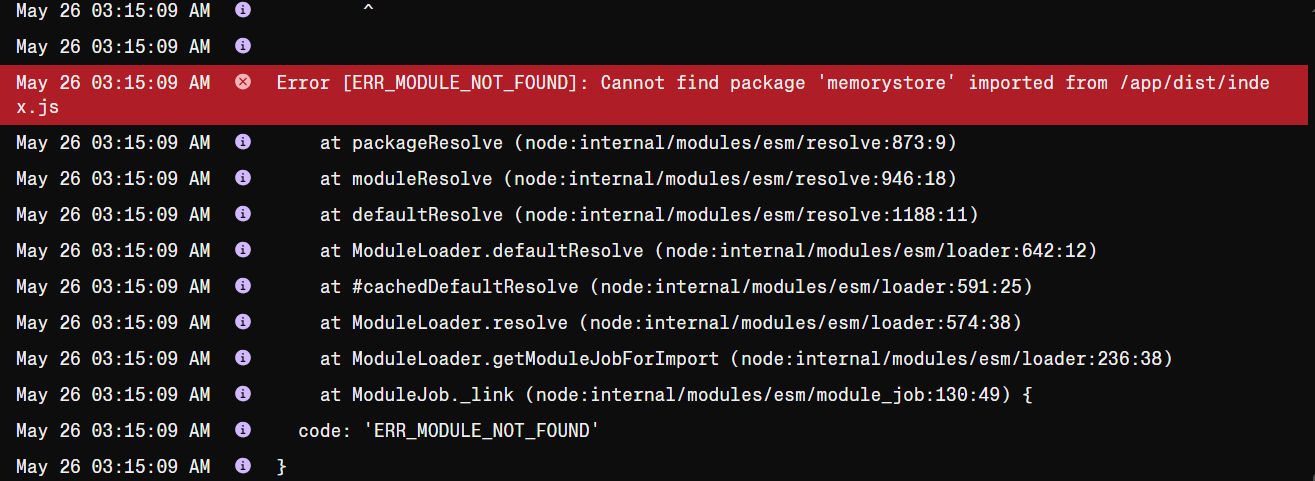 May 26 03:15:09 AM i ^
May 26 03:15:09 AM i
May 26 03:15:09 AM Error [ERR_MODULE_NOT_FOUND]: Cannot find package 'memorystore' imported from /app/dist/inde
x.js
May 26 03:15:09 AM i at packageResolve (node:internal/modules/esm/resolve:873:9)
May 26 03:15:09 AM i at moduleResolve (node:internal/modules/esm/resolve:946:18)
May 26 03:15:09 AM i at defaultResolve (node:internal/modules/esm/resolve:1188:11)
May 26 03:15:09 AM i at ModuleLoader.defaultResolve (node:internal/modules/esm/loader:642:12)
May 26 03:15:09 AM i at #cachedDefaultResolve (node:internal/modules/esm/loader:591:25)
May 26 03:15:09 AM i at ModuleLoader.resolve (node:internal/modules/esm/loader:574:38)
May 26 03:15:09 AM i at ModuleLoader.getModuleJobForImport (node:internal/modules/esm/loader:236:38)
May 26 03:15:09 AM i at ModuleJob._link (node:internal/modules/esm/module_job:130:49) {
May 26 03:15:09 AM i code: 'ERR_MODULE_NOT_FOUND'
May 26 03:15:09 AM i }